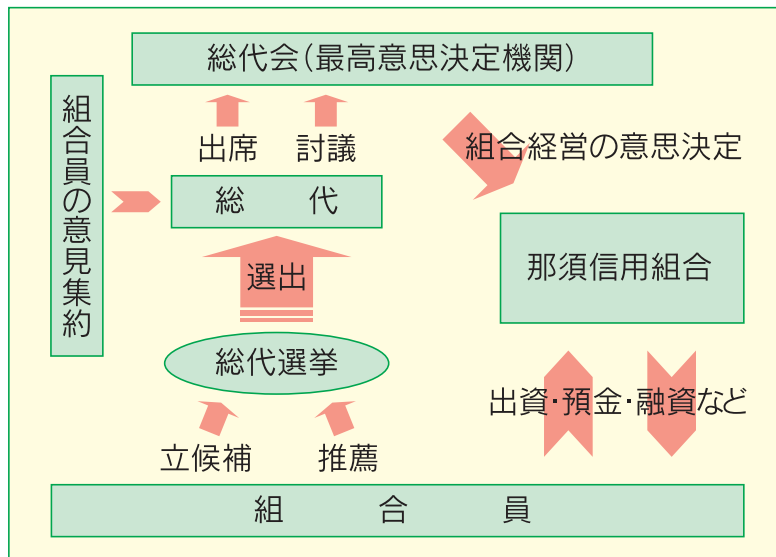 総代会(最高意思決定機関)
組合員の意見集約
出席
討議
組合経営の意思決定
総代
那須信用組合
選出
総代選挙
出資・預金・融資など
立候補
推薦
組合員